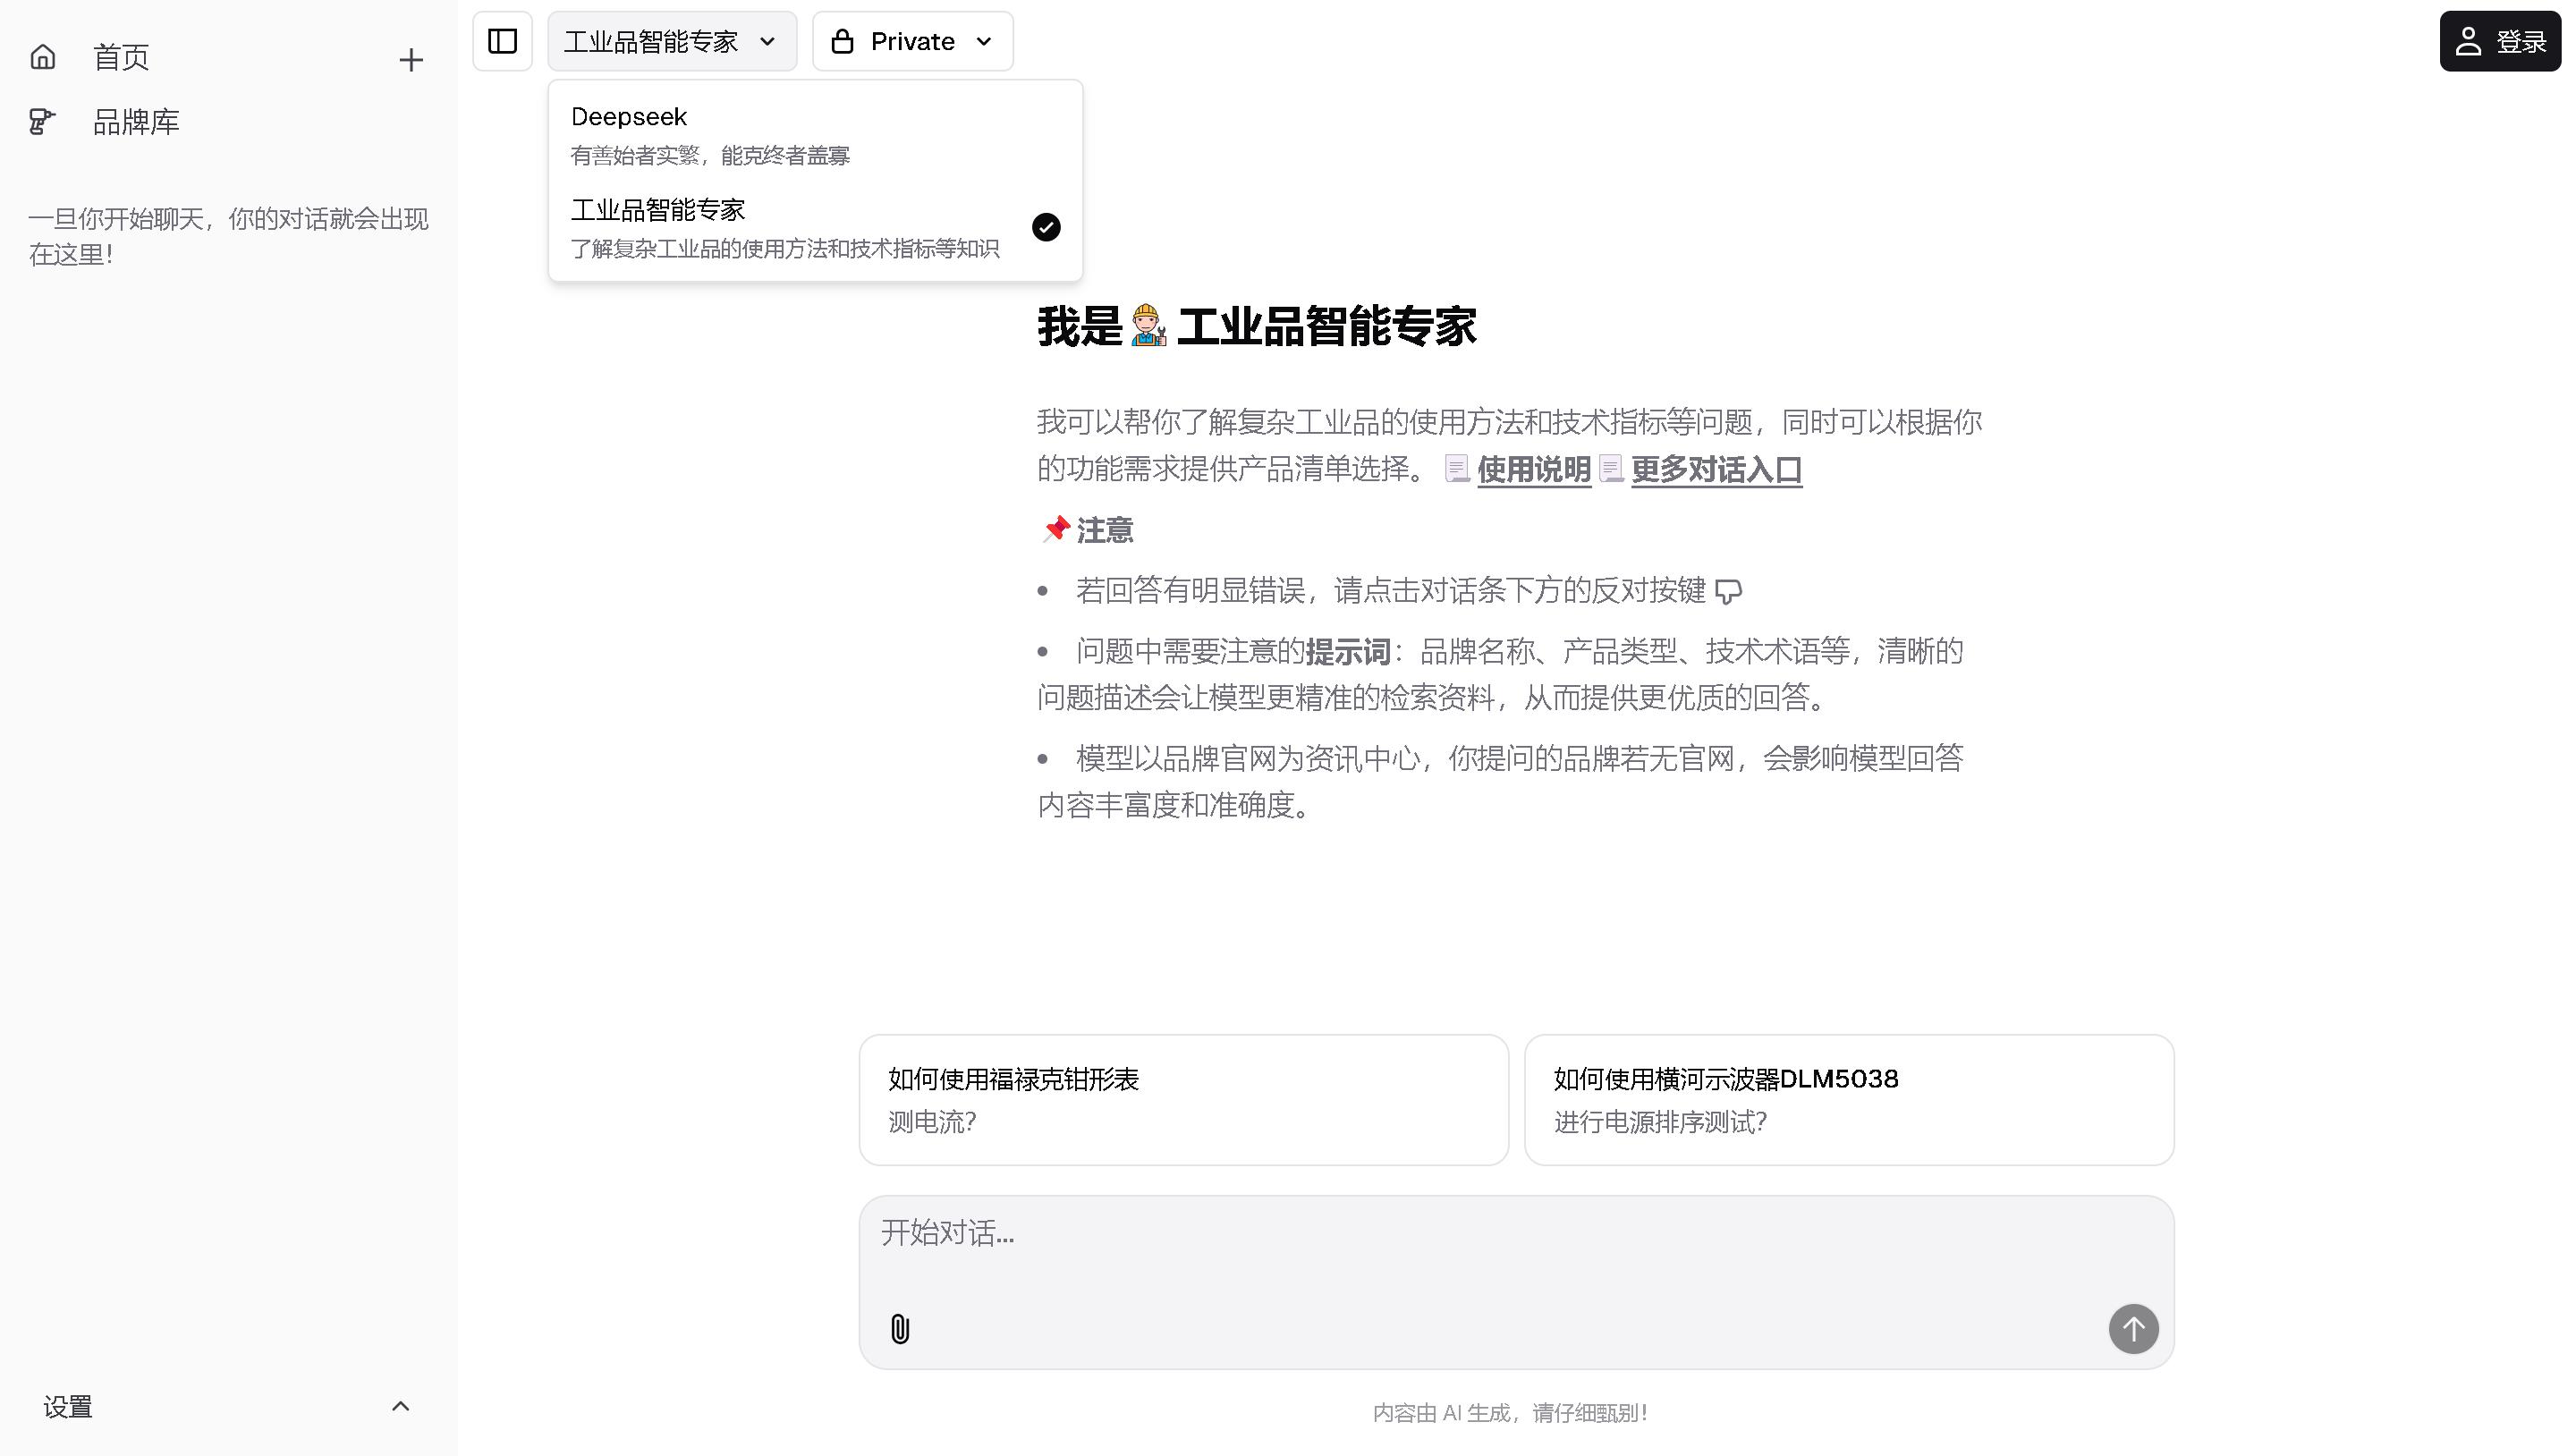 首页
品牌库
一旦你开始聊天，你的对话就会出现
在这里！
设置
工业品智能专家
Private
登录
Deepseek
有善始者实繁，能克终者盖寡
工业品智能专家
了解复杂工业品的使用方法和技术指标等知识
我是 工业品智能专家
我可以帮你了解复杂工业品的使用方法和技术指标等问题，同时可以根据你
的功能需求提供产品清单选择。 使用说明 更多对话入口
注意
• 若回答有明显错误，请点击对话条下方的反对按键
• 问题中需要注意的提示词：品牌名称、产品类型、技术术语等，清晰的
问题描述会让模型更精准的检索资料，从而提供更优质的回答。
• 模型以品牌官网为资讯中心，你提问的品牌若无官网，会影响模型回答
内容丰富度和准确度。
如何使用福禄克钳形表
测电流？
如何使用横河示波器DLM5038
进行电源排序测试？
开始对话...
内容由 AI 生成，请仔细甄别！